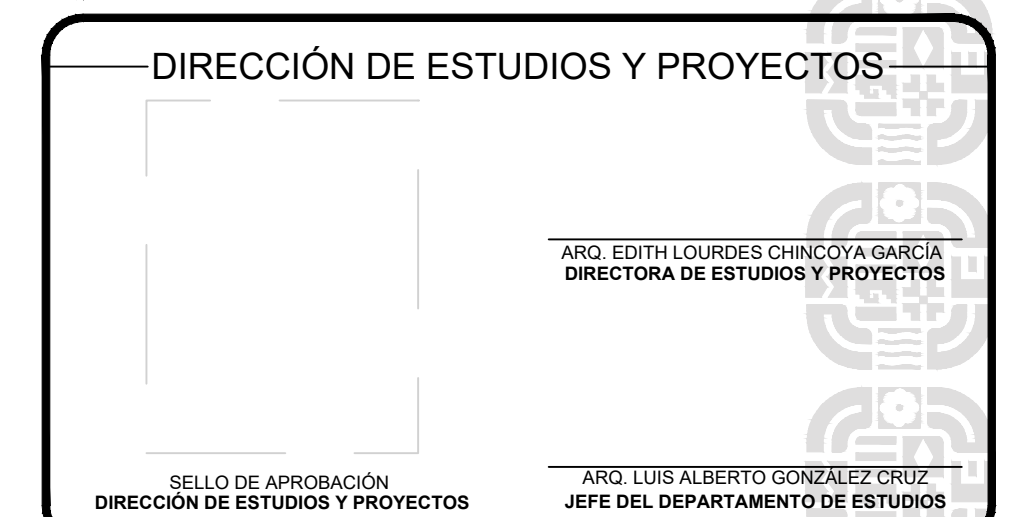 DIRECCIÓN DE ESTUDIOS Y PROYECTOS
ARQ. EDITH LOURDES CHINCOYA GARCÍA
DIRECTORA DE ESTUDIOS Y PROYECTOS
SELLO DE APROBACIÓN
DIRECCIÓN DE ESTUDIOS Y PROYECTOS
ARQ. LUIS ALBERTO GONZÁLEZ CRUZ
JEFE DEL DEPARTAMENTO DE ESTUDIOS